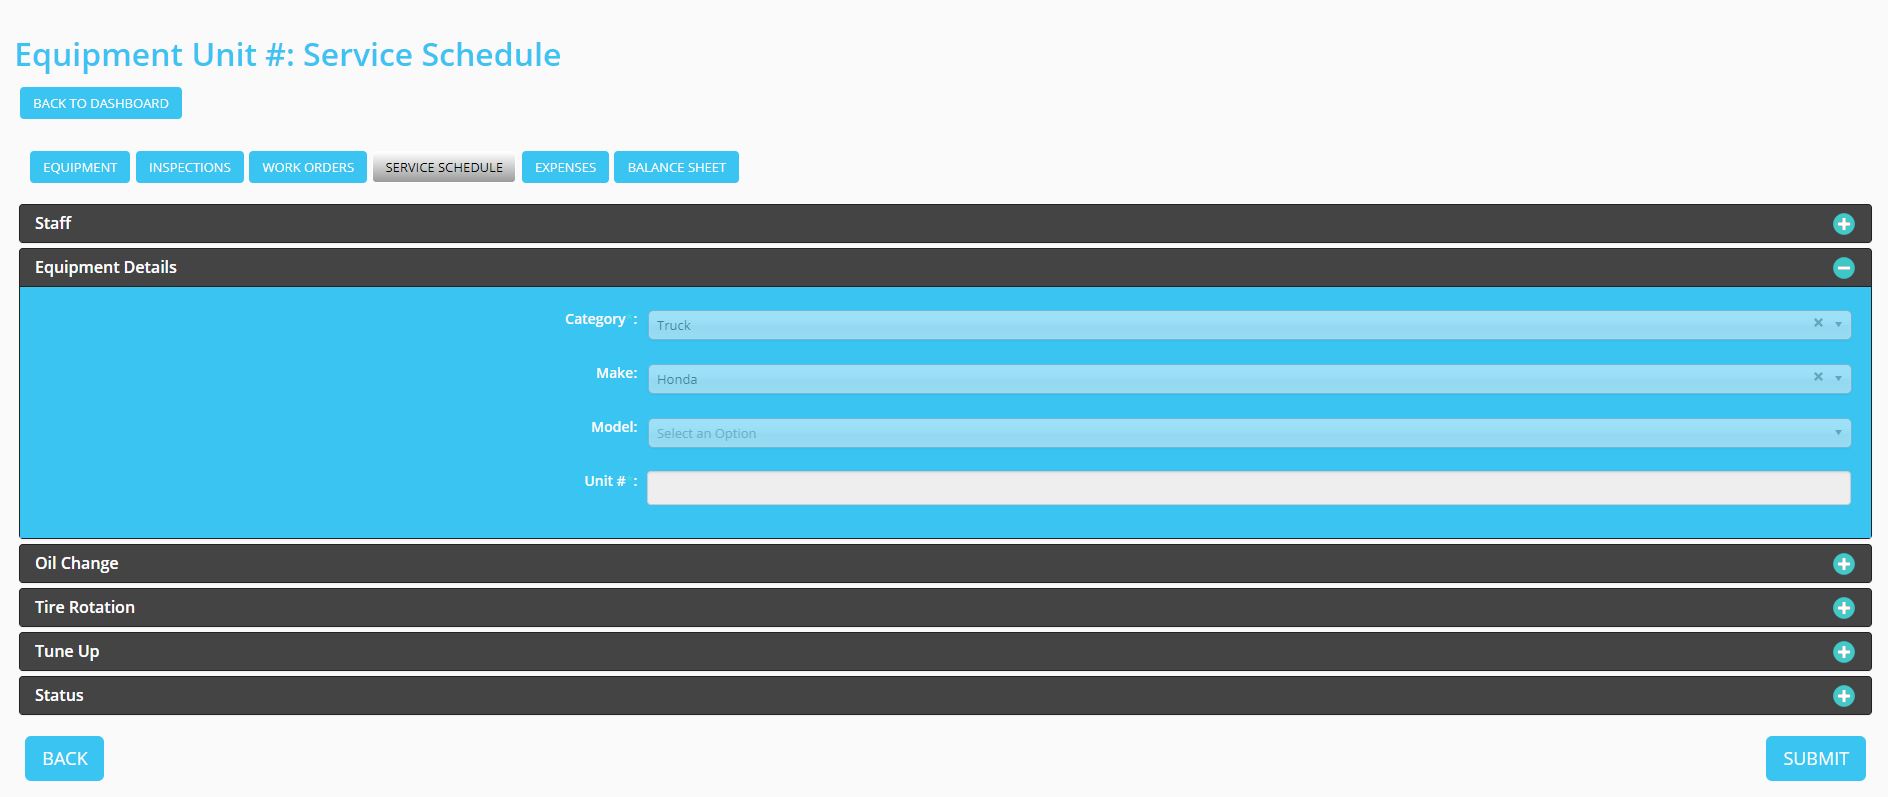 Equipment Unit #: Service Schedule
BACK TO DASHBOARD
EQUIPMENT INSPECTIONS WORK ORDERS SERVICE SCHEDULE EXPENSES BALANCE SHEET
Staff
Equipment Details
Category : Truck
Make: Honda
Model: Select an Option
Unit # :
Oil Change
Tire Rotation
Tune Up
Status
BACK SUBMIT